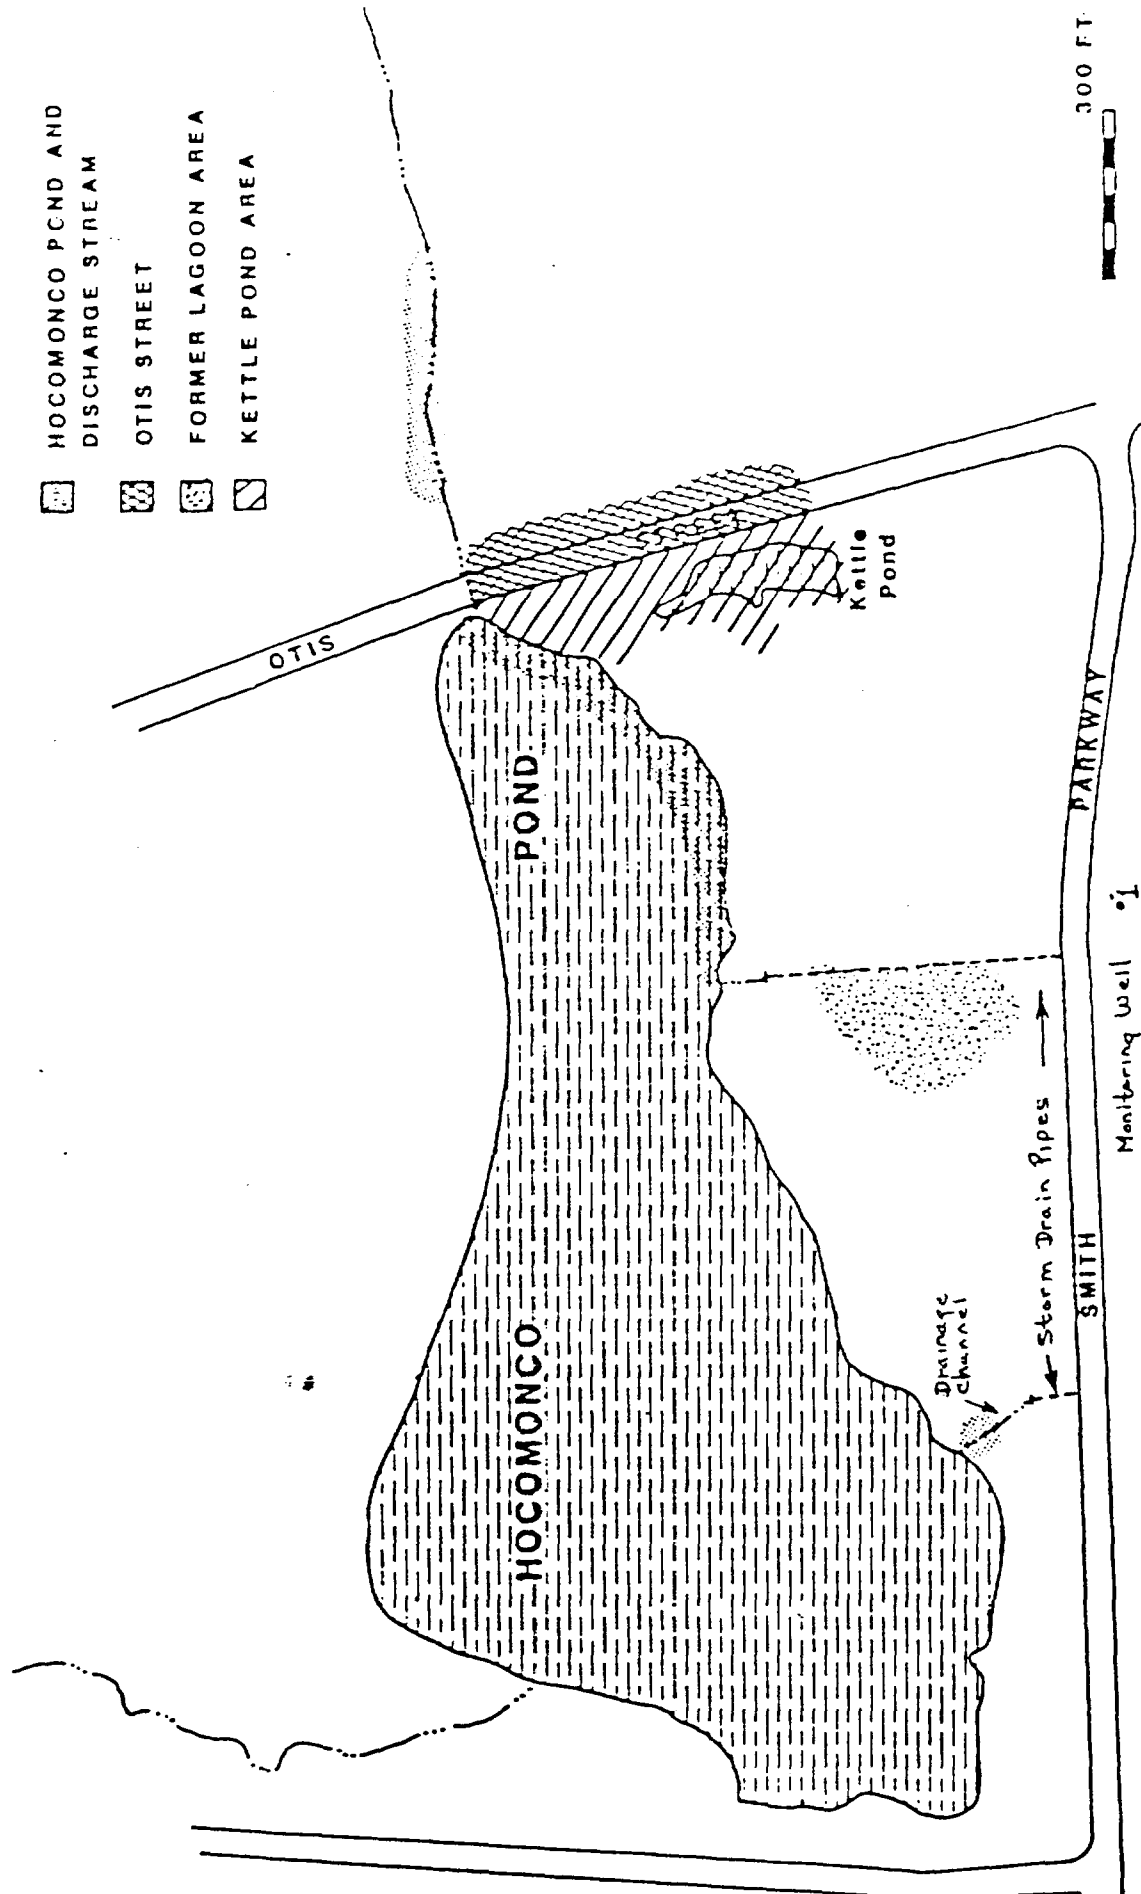 HOCOMONCO POND AND
DISCHARGE STREAM
OTIS STREET
FORMER LAGOON AREA
KETTLE POND AREA
OTIS
HOCOMONCO POND
Kettle
Pond
Drainage
channel
Storm Drain Pipes
SMITH PARKWAY
Monitoring Well #1
300 FT